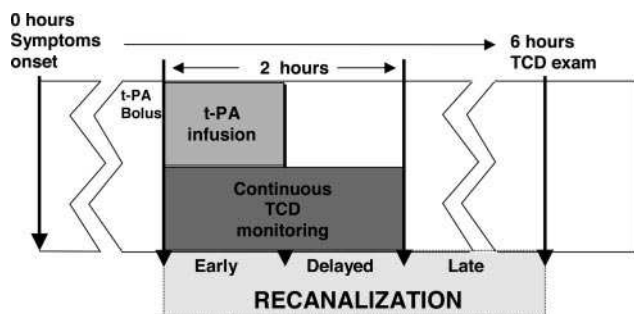 0 hours
Symptoms
onset
6 hours
TCD exam
2 hours
t-PA
Bolus
t-PA
infusion
Continuous
TCD
monitoring
Early Delayed Late
RECANALIZATION